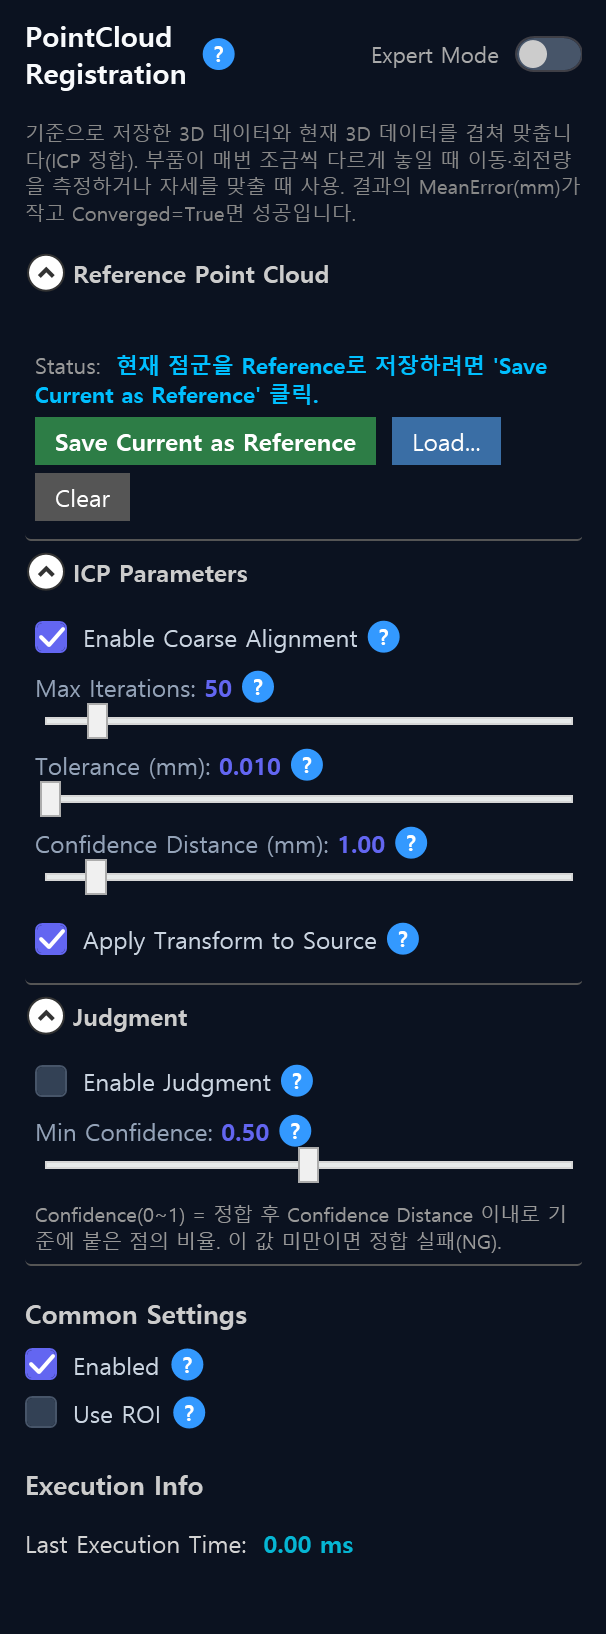 PointCloud
Registration
?
Expert Mode
기준으로 저장한 3D 데이터와 현재 3D 데이터를 겹쳐 맞춥니
다(ICP 정합). 부품이 매번 조금씩 다르게 놓일 때 이동·회전량
을 측정하거나 자세를 맞출 때 사용. 결과의 MeanError(mm)가
작고 Converged=True면 성공입니다.
Reference Point Cloud
Status: 현재 점군을 Reference로 저장하려면 'Save
Current as Reference' 클릭.
Save Current as Reference
Load...
Clear
ICP Parameters
Enable Coarse Alignment ?
Max Iterations: 50 ?
Tolerance (mm): 0.010 ?
Confidence Distance (mm): 1.00 ?
Apply Transform to Source ?
Judgment
Enable Judgment ?
Min Confidence: 0.50 ?
Confidence(0~1) = 정합 후 Confidence Distance 이내로 기
준에 붙은 점의 비율. 이 값 미만이면 정합 실패(NG).
Common Settings
Enabled ?
Use ROI ?
Execution Info
Last Execution Time: 0.00 ms